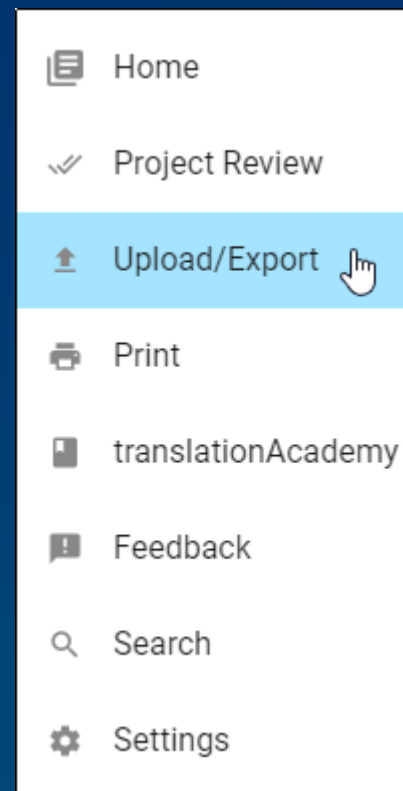 Home
Project Review
Upload/Export
Print
translationAcademy
Feedback
Search
Settings